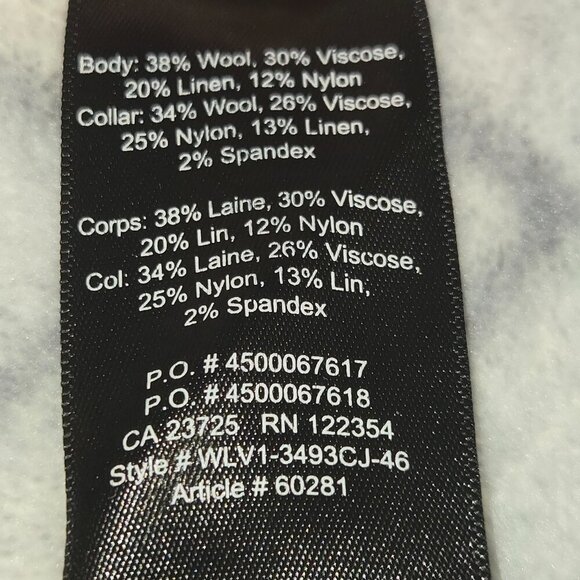 Body: 38% Wool, 30% Viscose,
20% Linen, 12% Nylon
Collar: 34% Wool, 26% Viscose,
25% Nylon, 13% Linen,
2% Spandex
Corps: 38% Laine, 30% Viscose,
20% Lin, 12% Nylon
Col: 34% Laine, 26% Viscose,
25% Nylon, 13% Lin,
2% Spandex
P.O. # 4500067617
P.O. # 4500067618
CA 23725 RN 122354
Style # WLV1-3493CJ-46
Article # 60281